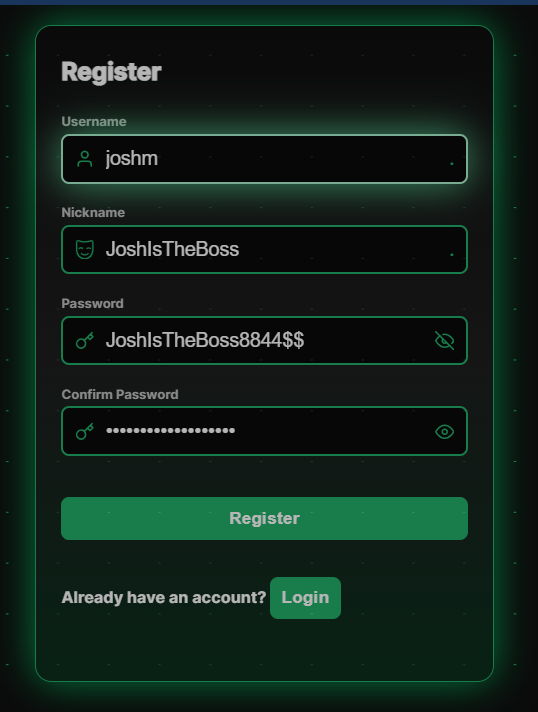 Register
Username
joshm
Nickname
JoshIsTheBoss
Password
JoshIsTheBoss8844$$
Confirm Password
•••••••••••••••••••
Register
Already have an account? Login